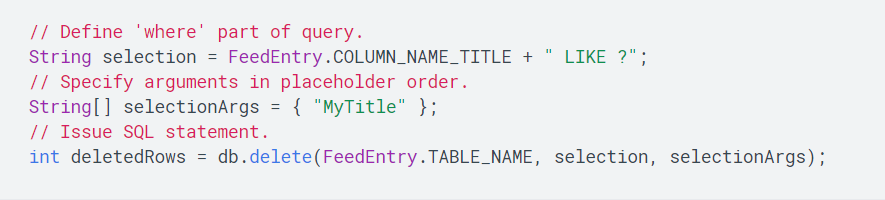 // Define 'where' part of query.
String selection = FeedEntry.COLUMN_NAME_TITLE + " LIKE ?";
// Specify arguments in placeholder order.
String[] selectionArgs = { "MyTitle" };
// Issue SQL statement.
int deletedRows = db.delete(FeedEntry.TABLE_NAME, selection, selectionArgs);